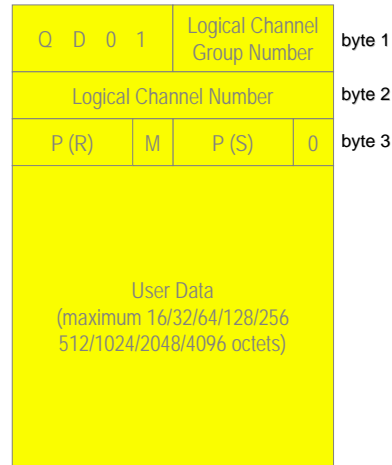 Q D 0 1
Logical Channel
Group Number
byte 1
Logical Channel Number
byte 2
P (R)
M
P (S)
0
byte 3
User Data
(maximum 16/32/64/128/256
512/1024/2048/4096 octets)